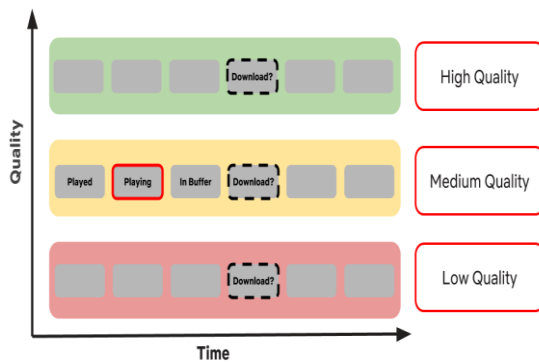 Download?
High Quality
Quality
Played
Playing
In Buffer
Download?
Medium Quality
Download?
Low Quality
Time